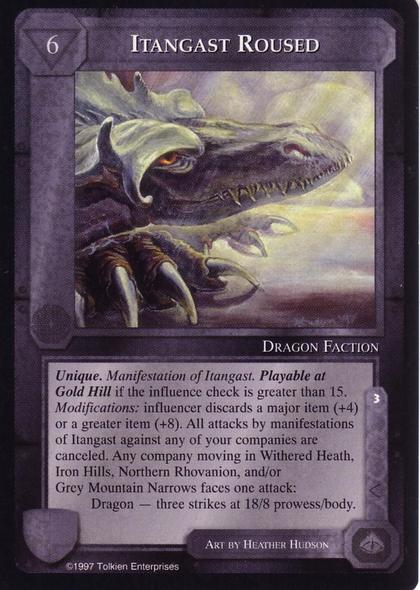 6
ITANGAST ROUSED
DRAGON FACTION
Unique. Manifestation of Itangast. Playable at
Gold Hill if the influence check is greater than 15.
Modifications: influencer discards a major item (+4)
or a greater item (+8). All attacks by manifestations
of Itangast against any of your companies are
canceled. Any company moving in Withered Heath,
Iron Hills, Northern Rhovanion, and/or
Grey Mountain Narrows faces one attack:
Dragon — three strikes at 18/8 prowess/body.
3
ART BY HEATHER HUDSON
©1997 Tolkien Enterprises